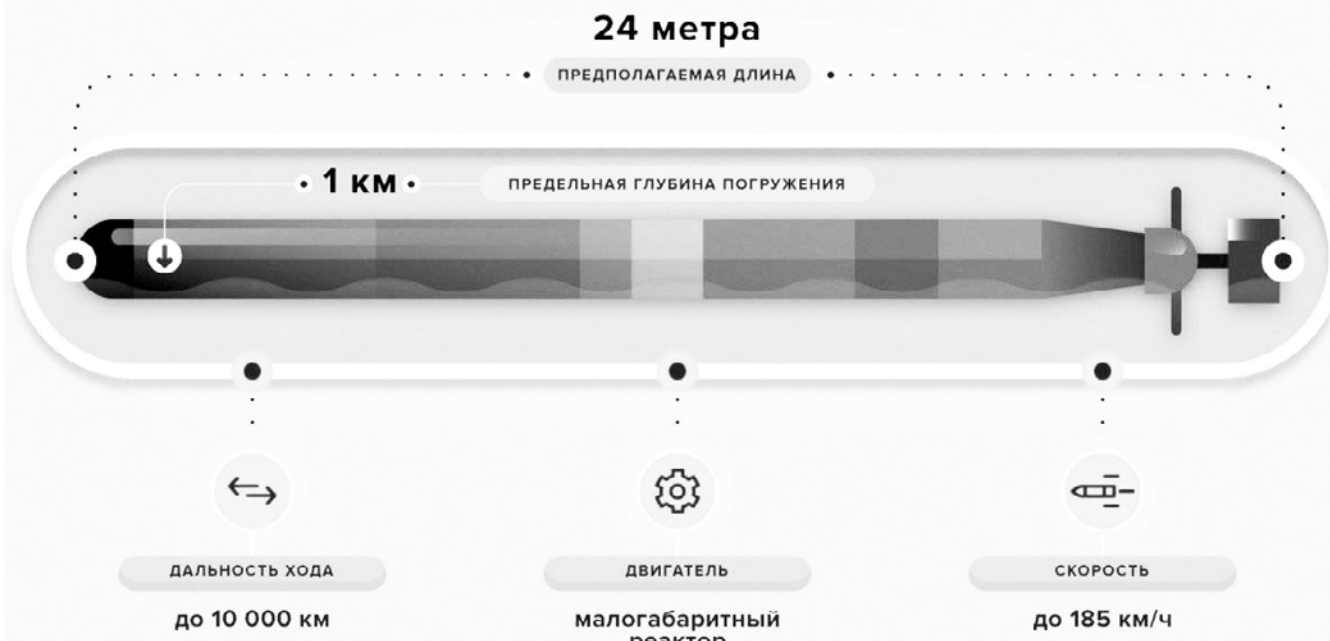 24 метра
ПРЕДПОЛАГАЕМАЯ ДЛИНА
1 км
ПРЕДЕЛЬНАЯ ГЛУБИНА ПОГРУЖЕНИЯ
ДАЛЬНОСТЬ ХОДА
ДВИГАТЕЛЬ
СКОРОСТЬ
до 10 000 км
малогабаритный
реактор
до 185 км/ч